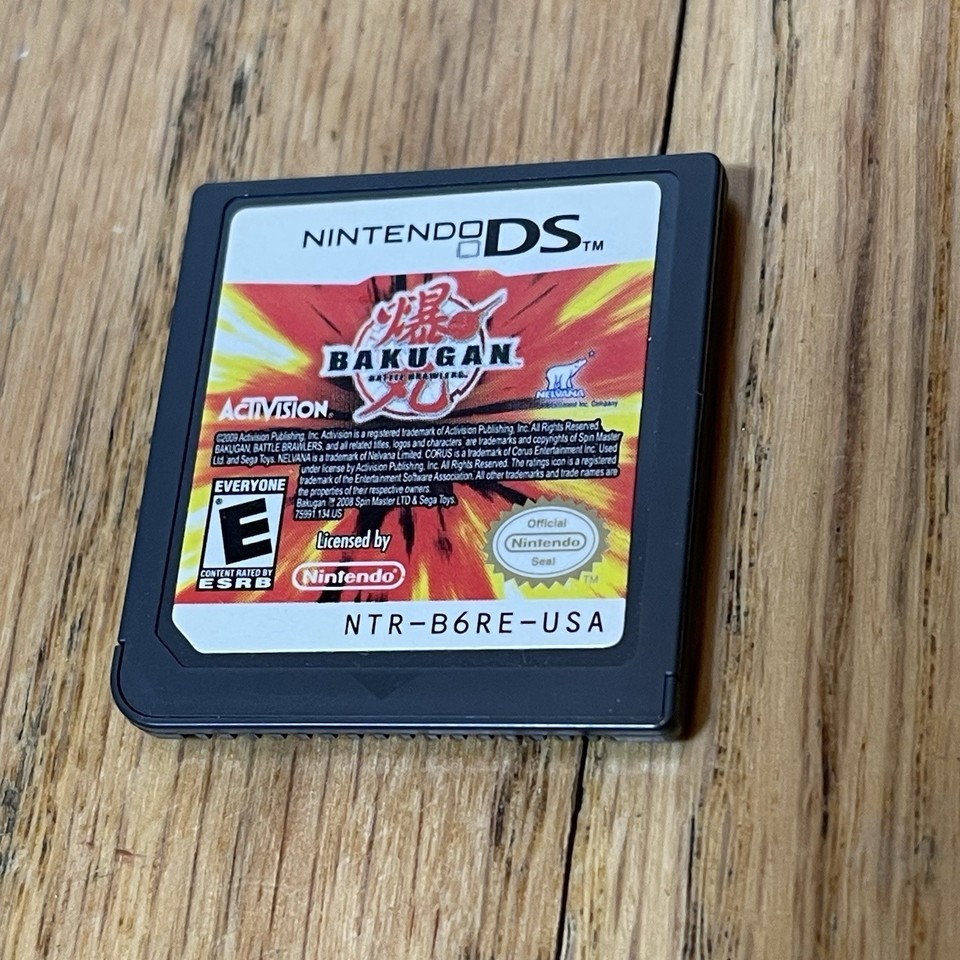 NINTENDO DS™
爆
BAKUGAN™
BATTLE BRAWLERS™
丸
NELVANA
ACTIVISION®
©2009 Activision Publishing, Inc. Activision is a registered trademark of Activision Publishing, Inc. All Rights Reserved.
BAKUGAN, BATTLE BRAWLERS, and all related titles, logos and characters are trademarks and copyrights of Spin Master
Ltd. and Sega Toys. NELVANA is a trademark of Nelvana Limited. CORUS is a trademark of Corus Entertainment Inc. Used
under license by Activision Publishing, Inc. All Rights Reserved. The ratings icon is a registered
trademark of the Entertainment Software Association. All other trademarks and trade names are
the properties of their respective owners.
Bakugan ™ 2008 Spin Master LTD & Sega Toys.
75991.134.US
EVERYONE
E
CONTENT RATED BY
ESRB
Licensed by
Nintendo®
Official
Nintendo
Seal
TM
NTR-B6RE-USA